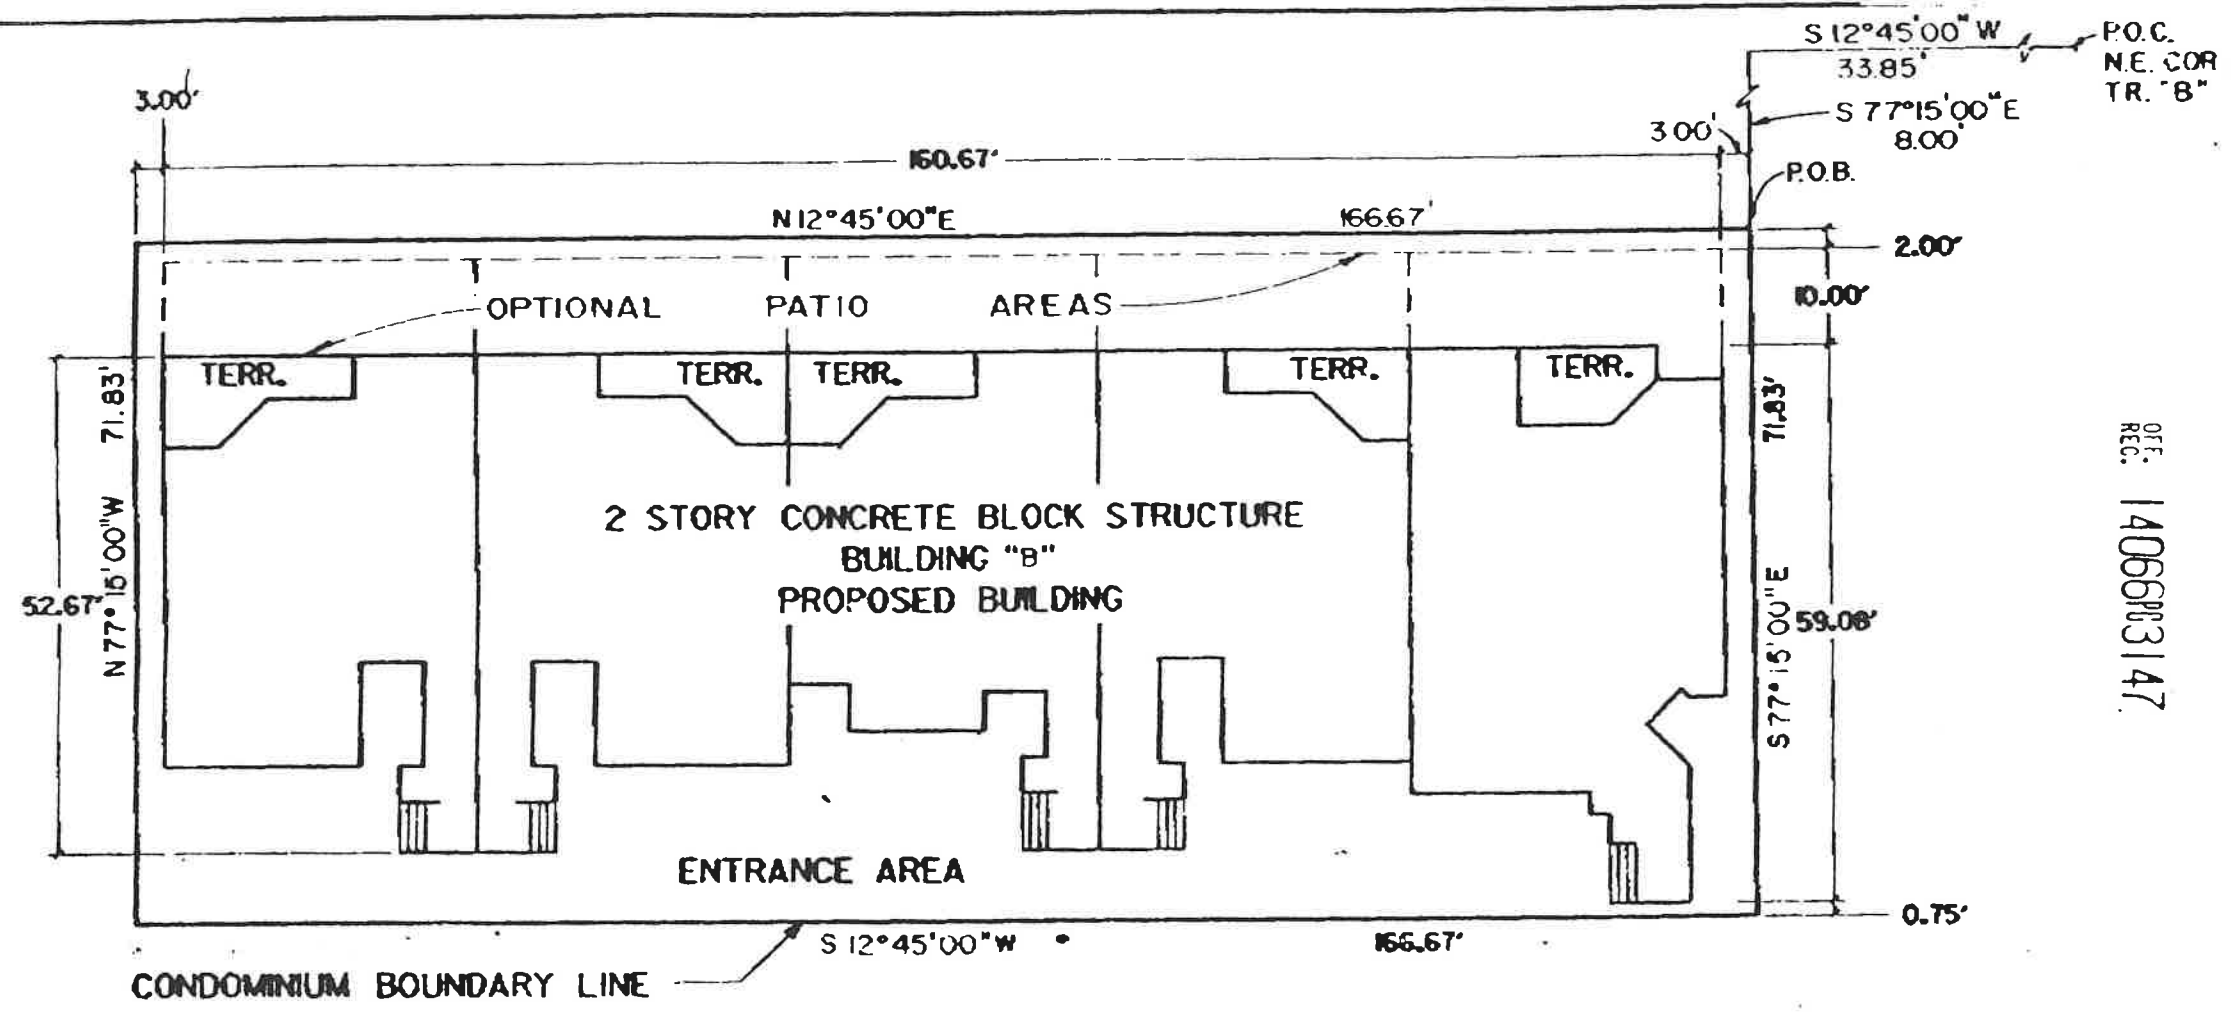 S 12°45'00" W
33.85'
P.O.C.
N.E. COR
TR. "B"
S 77°15'00" E
8.00'
3.00'
3 00'
160.67'
P.O.B.
N 12°45'00" E 166.67'
2.00'
OPTIONAL PATIO AREAS
10.00'
TERR. TERR. TERR. TERR. TERR.
71.83'
71.83'
N 77°15'00" W
S 77°15'00" E
52.67'
59.08'
2 STORY CONCRETE BLOCK STRUCTURE
BUILDING "B"
PROPOSED BUILDING
ENTRANCE AREA
0.75'
S 12°45'00" W 166.67'
CONDOMINIUM BOUNDARY LINE
OFF.
REC. 14066PG3147